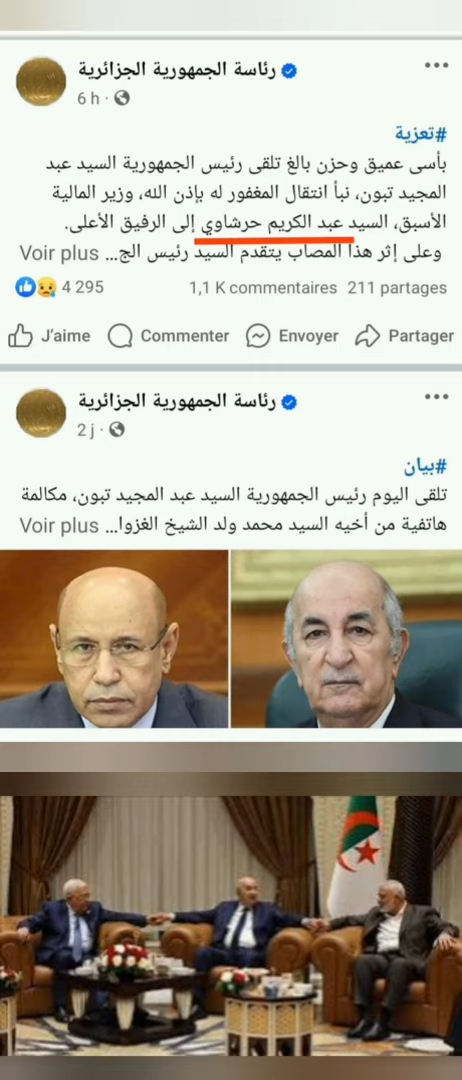 رئاسة الجمهورية الجزائرية
6 h
#تعزية
بأسى عميق وحزن بالغ تلقى رئيس الجمهورية السيد عبد
المجيد تبون، نبأ انتقال المغفور له بإذن الله، وزير المالية
الأسبق، السيد عبد الكريم حرشاوي إلى الرفيق الأعلى.
وعلى إثر هذا المصاب يتقدم السيد رئيس الج... Voir plus
4 295
1,1 K commentaires 211 partages
J'aime Commenter Envoyer Partager
رئاسة الجمهورية الجزائرية
2 j
#بيان
تلقى اليوم رئيس الجمهورية السيد عبد المجيد تبون، مكالمة
هاتفية من أخيه السيد محمد ولد الشيخ الغزوا... Voir plus